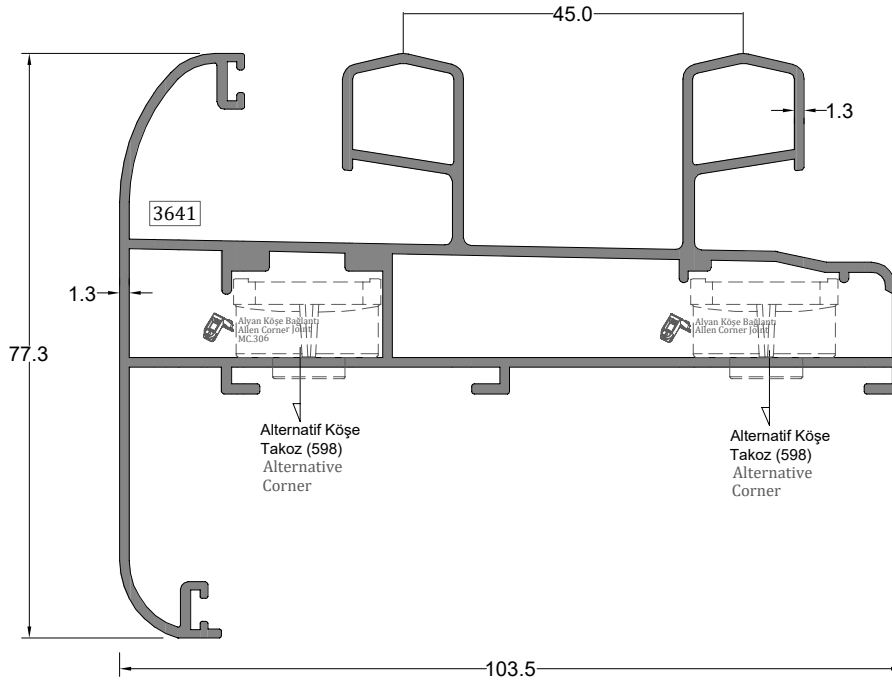 45.0
1.3
3641
1.3
77.3
Alyan Köşe Bağlantı
Allen Corner Joint
MC.306
Alyan Köşe Bağlantı
Allen Corner Joint
Alternatif Köşe
Takoz (598)
Alternative
Corner
Alternatif Köşe
Takoz (598)
Alternative
Corner
103.5